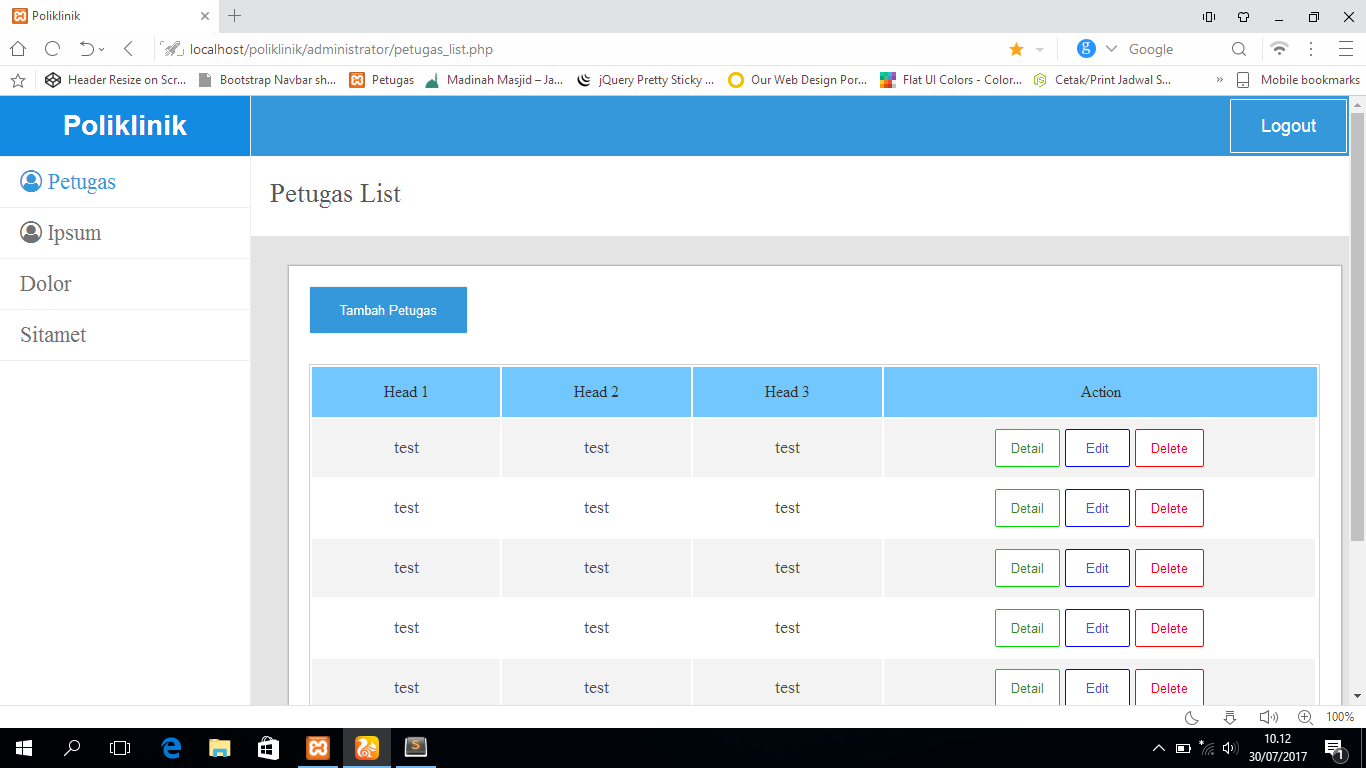 Poliklinik
localhost/poliklinik/administrator/petugas_list.php
g Google
Header Resize on Scr... Bootstrap Navbar sh... Petugas Madinah Masjid – Ja... jQuery Pretty Sticky ... Our Web Design Por... Flat UI Colors - Color... Cetak/Print Jadwal S... » Mobile bookmarks
Poliklinik
Logout
Petugas
Ipsum
Dolor
Sitamet
Petugas List
Tambah Petugas
Head 1 Head 2 Head 3 Action
test test test Detail Edit Delete
test test test Detail Edit Delete
test test test Detail Edit Delete
test test test Detail Edit Delete
test test test Detail Edit Delete
100%
10.12
30/07/2017
1